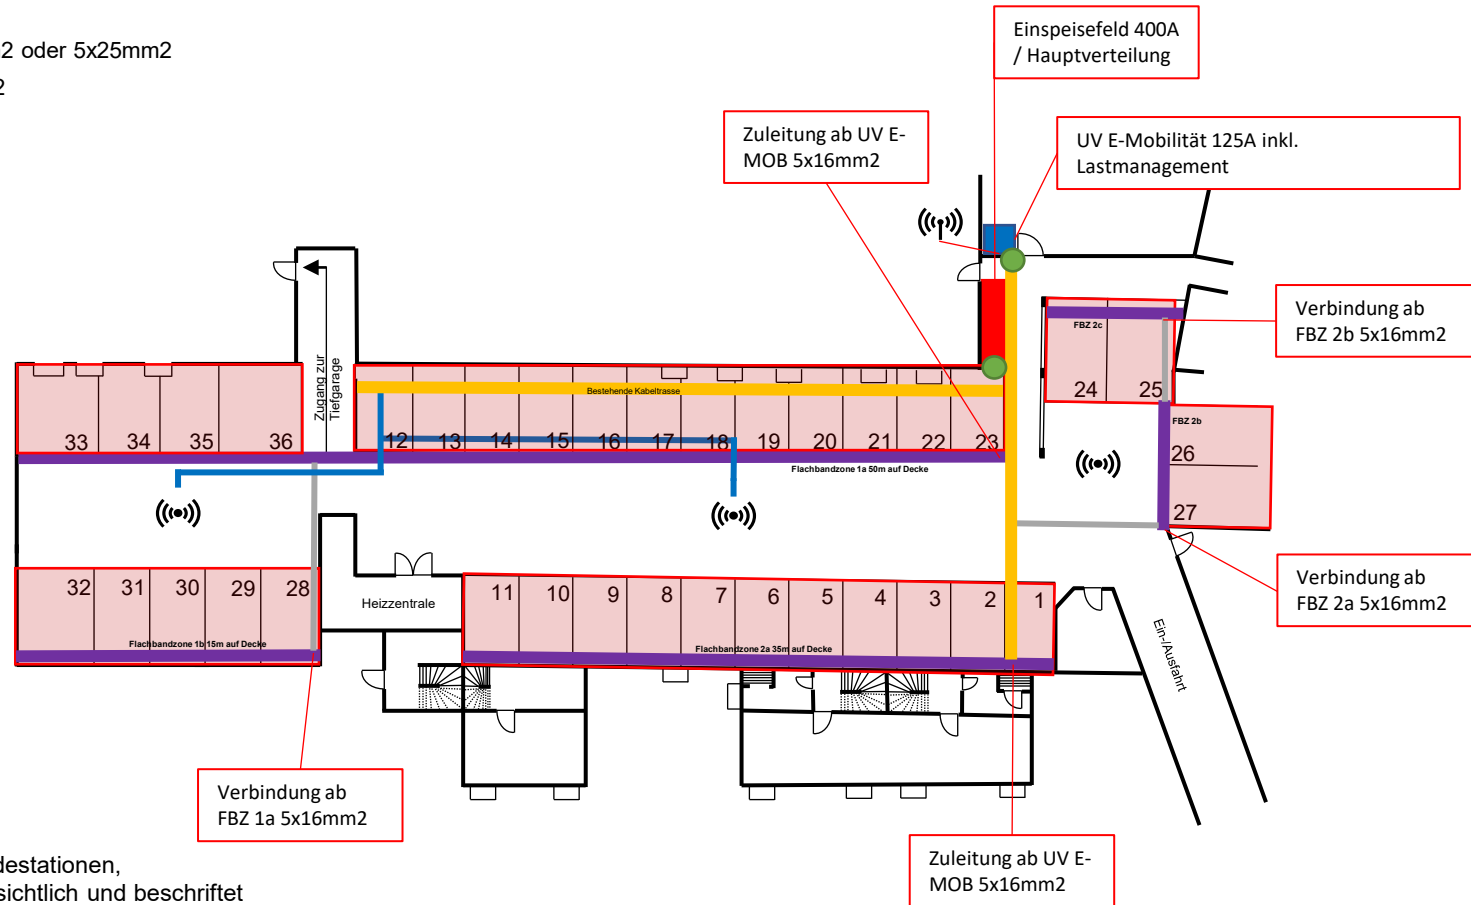 Einspeisefeld 400A
/ Hauptverteilung
2 oder 5x25mm2
2
Zuleitung ab UV E-
MOB 5x16mm2
UV E-Mobilität 125A inkl.
Lastmanagement
Verbindung ab
FBZ 2b 5x16mm2
FBZ 2c
24
25
Zugang zur
Tiefgarage
Bestehende Kabeltrasse
FBZ 2b
33
34
35
36
12
13
14
15
16
17
18
19
20
21
22
23
26
27
Flachbandzone 1a 50m auf Decke
Verbindung ab
FBZ 2a 5x16mm2
32
31
30
29
28
Heizzentrale
11
10
9
8
7
6
5
4
3
2
1
Flachbandzone 1b 15m auf Decke
Flachbandzone 2a 35m auf Decke
Ein-/Ausfahrt
Verbindung ab
FBZ 1a 5x16mm2
Zuleitung ab UV E-
MOB 5x16mm2
destationen,
sichtlich und beschriftet